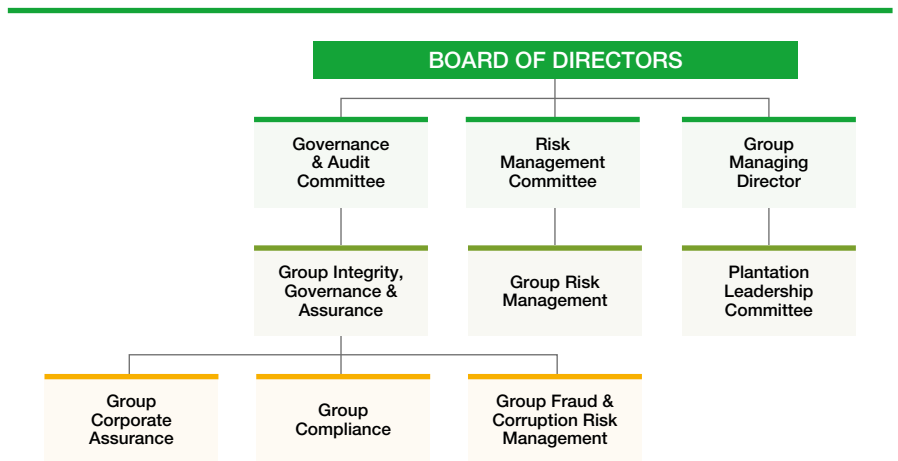 BOARD OF DIRECTORS
Governance
& Audit
Committee
Risk
Management
Committee
Group
Managing
Director
Group Integrity,
Governance &
Assurance
Group Risk
Management
Plantation
Leadership
Committee
Group
Corporate
Assurance
Group
Compliance
Group Fraud &
Corruption Risk
Management